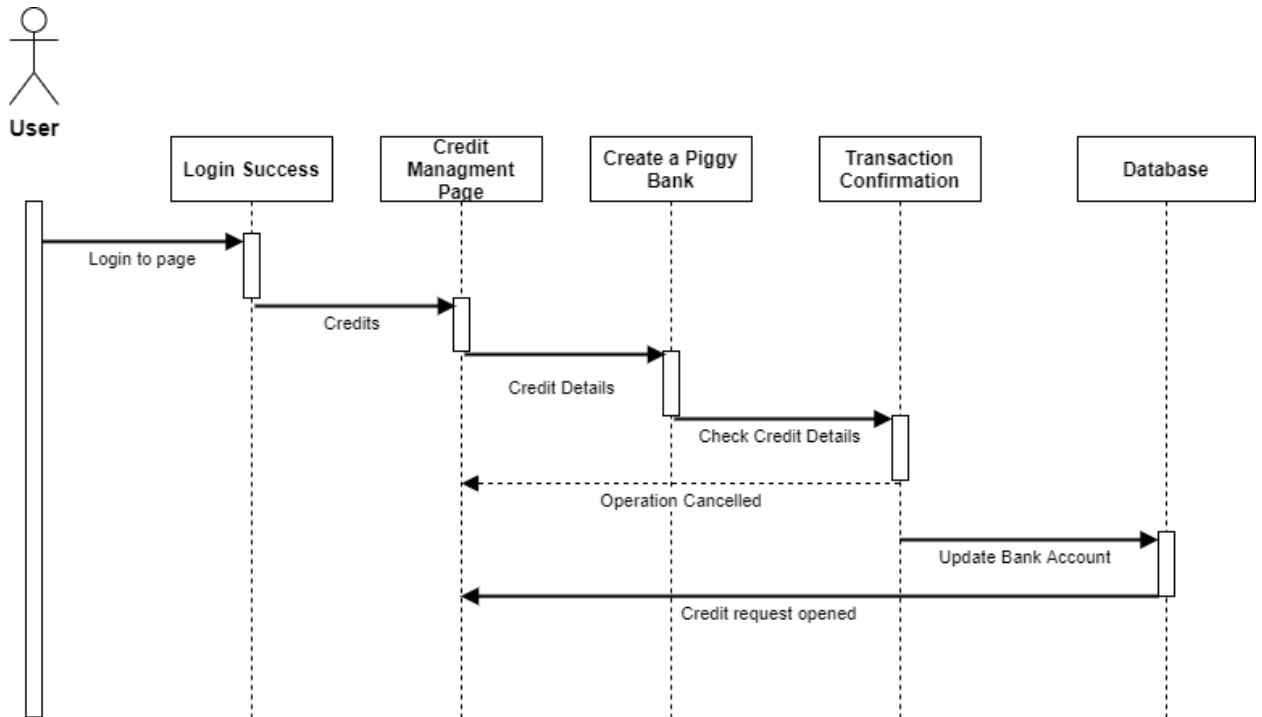 User
Login Success
Credit
Managment
Page
Create a Piggy
Bank
Transaction
Confirmation
Database
Login to page
Credits
Credit Details
Check Credit Details
Operation Cancelled
Update Bank Account
Credit request opened